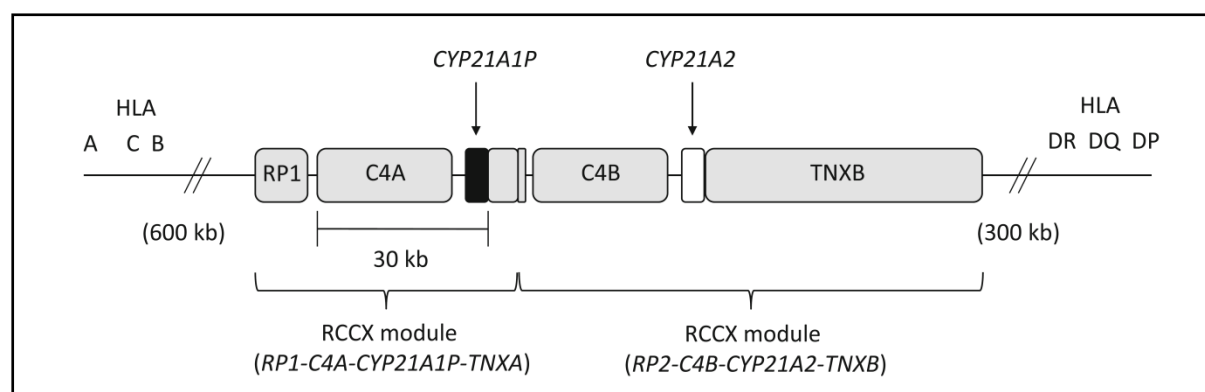 CYP21A1P
CYP21A2
HLA
A C B
HLA
DR DQ DP
RP1
C4A
C4B
TNXB
(600 kb)
(300 kb)
30 kb
RCCX module
(RP1-C4A-CYP21A1P-TNXA)
RCCX module
(RP2-C4B-CYP21A2-TNXB)